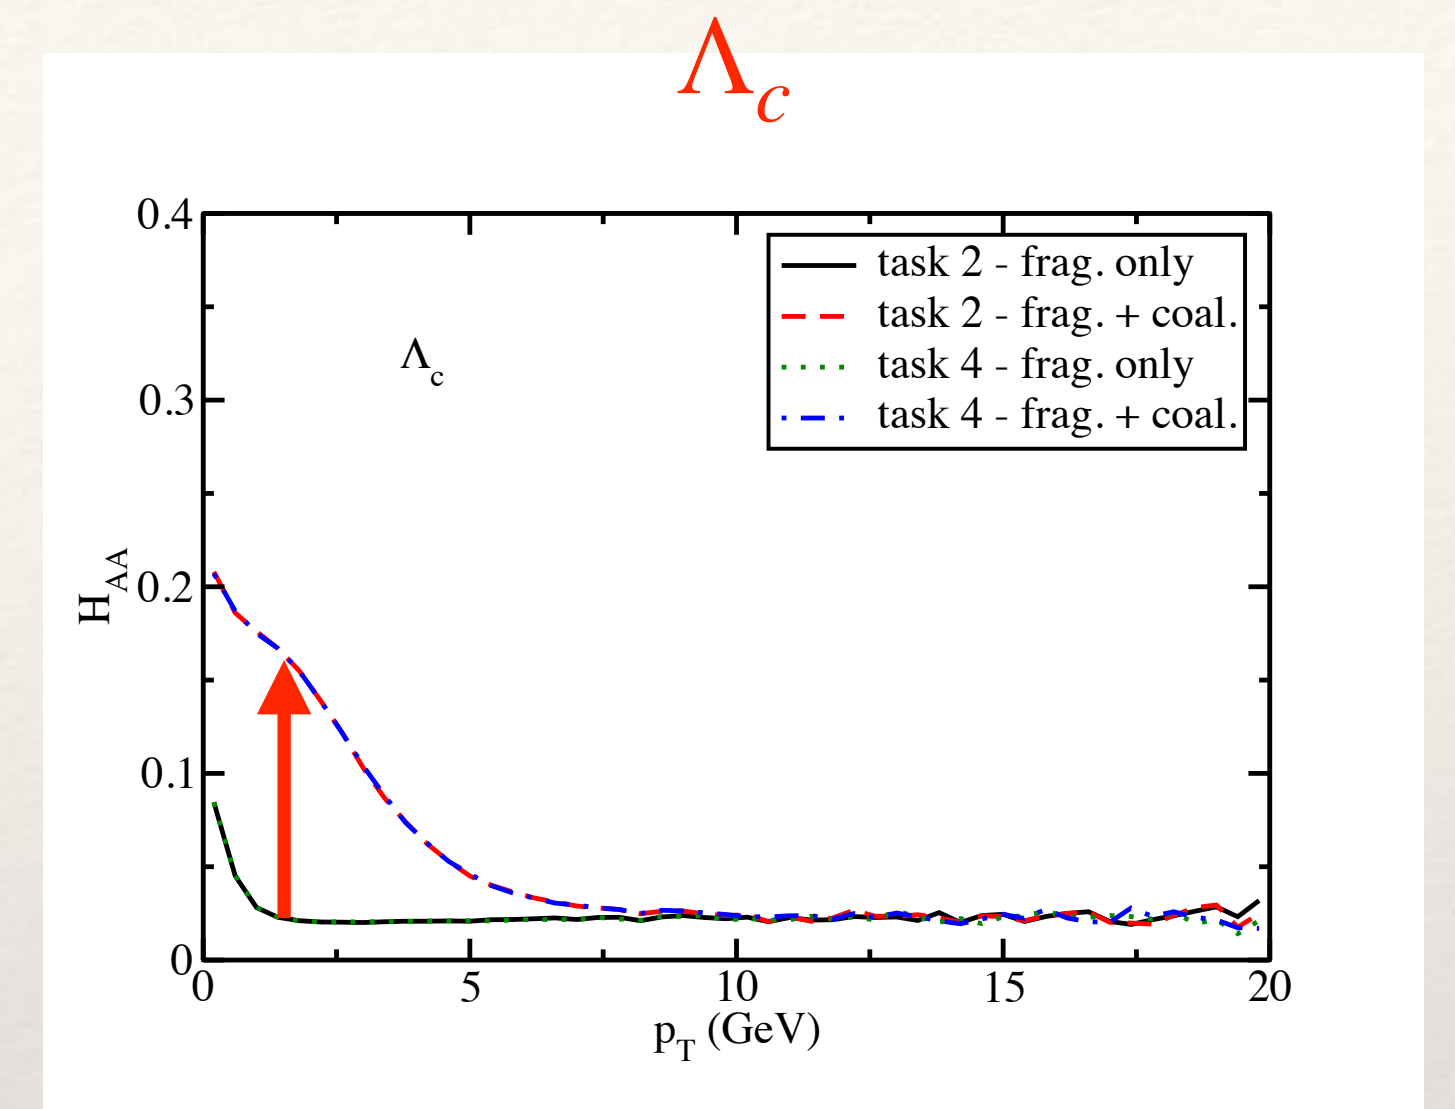 Λc
0.4
0.3
0.2
0.1
0
HAA
Λc
task 2 - frag. only
task 2 - frag. + coal.
task 4 - frag. only
task 4 - frag. + coal.
0 5 10 15 20
pT (GeV)